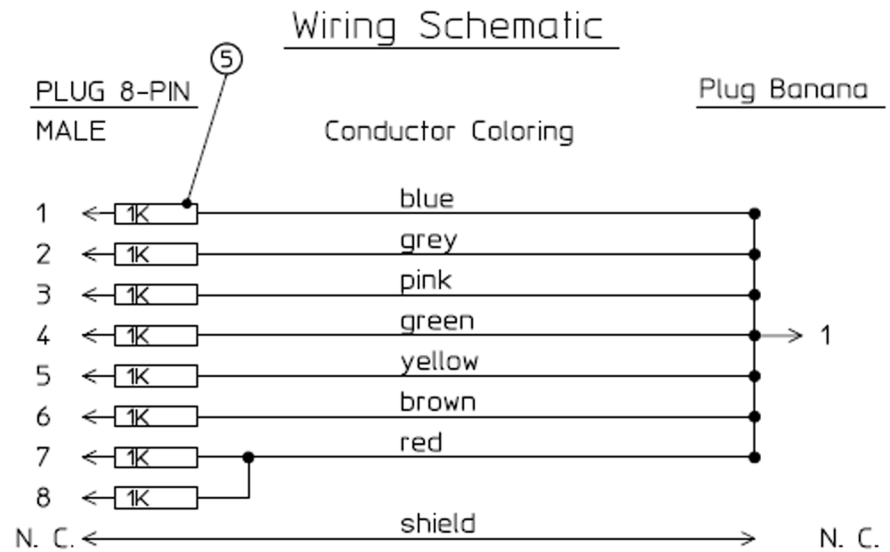 Wiring Schematic
5
PLUG 8-PIN
Plug Banana
MALE
Conductor Coloring
1 1K blue
2 1K grey
3 1K pink
4 1K green 1
5 1K yellow
6 1K brown
7 1K red
8 1K
N. C. shield N. C.